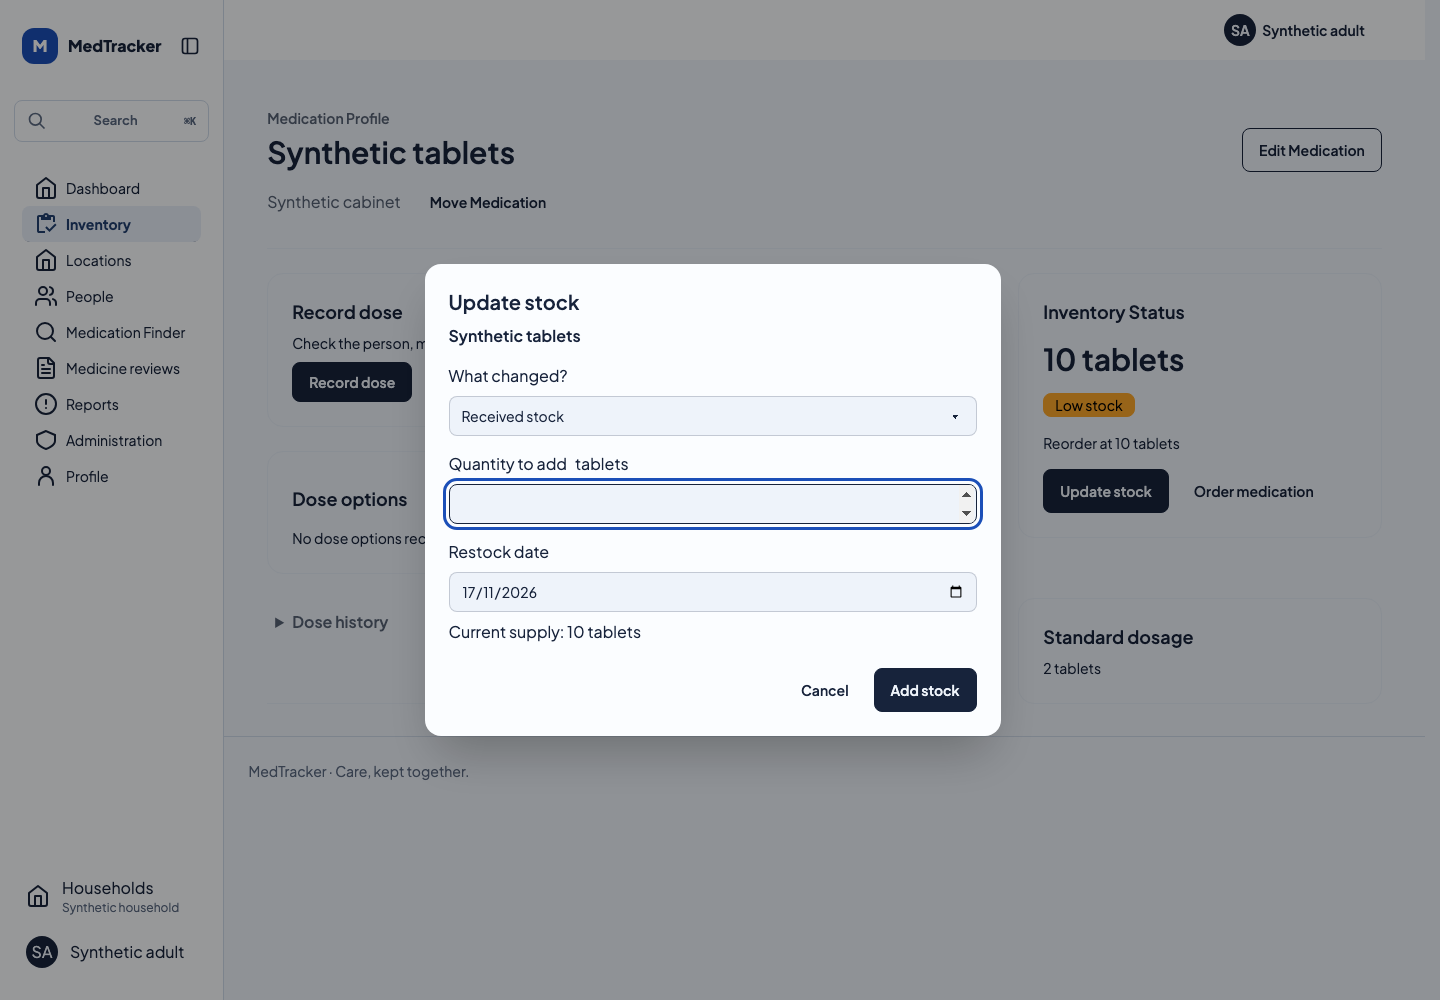 M MedTracker
Search ⌘K
Dashboard
Inventory
Locations
People
Medication Finder
Medicine reviews
Reports
Administration
Profile
Households
Synthetic household
SA Synthetic adult
SA Synthetic adult
Medication Profile
Synthetic tablets
Edit Medication
Synthetic cabinet Move Medication
Record dose
Check the person,
Record dose
Dose options
No dose options
Dose history
Update stock
Synthetic tablets
What changed?
Received stock
Quantity to add tablets
Restock date
17/11/2026
Current supply: 10 tablets
Cancel Add stock
Inventory Status
10 tablets
Low stock
Reorder at 10 tablets
Update stock Order medication
Standard dosage
2 tablets
MedTracker · Care, kept together.